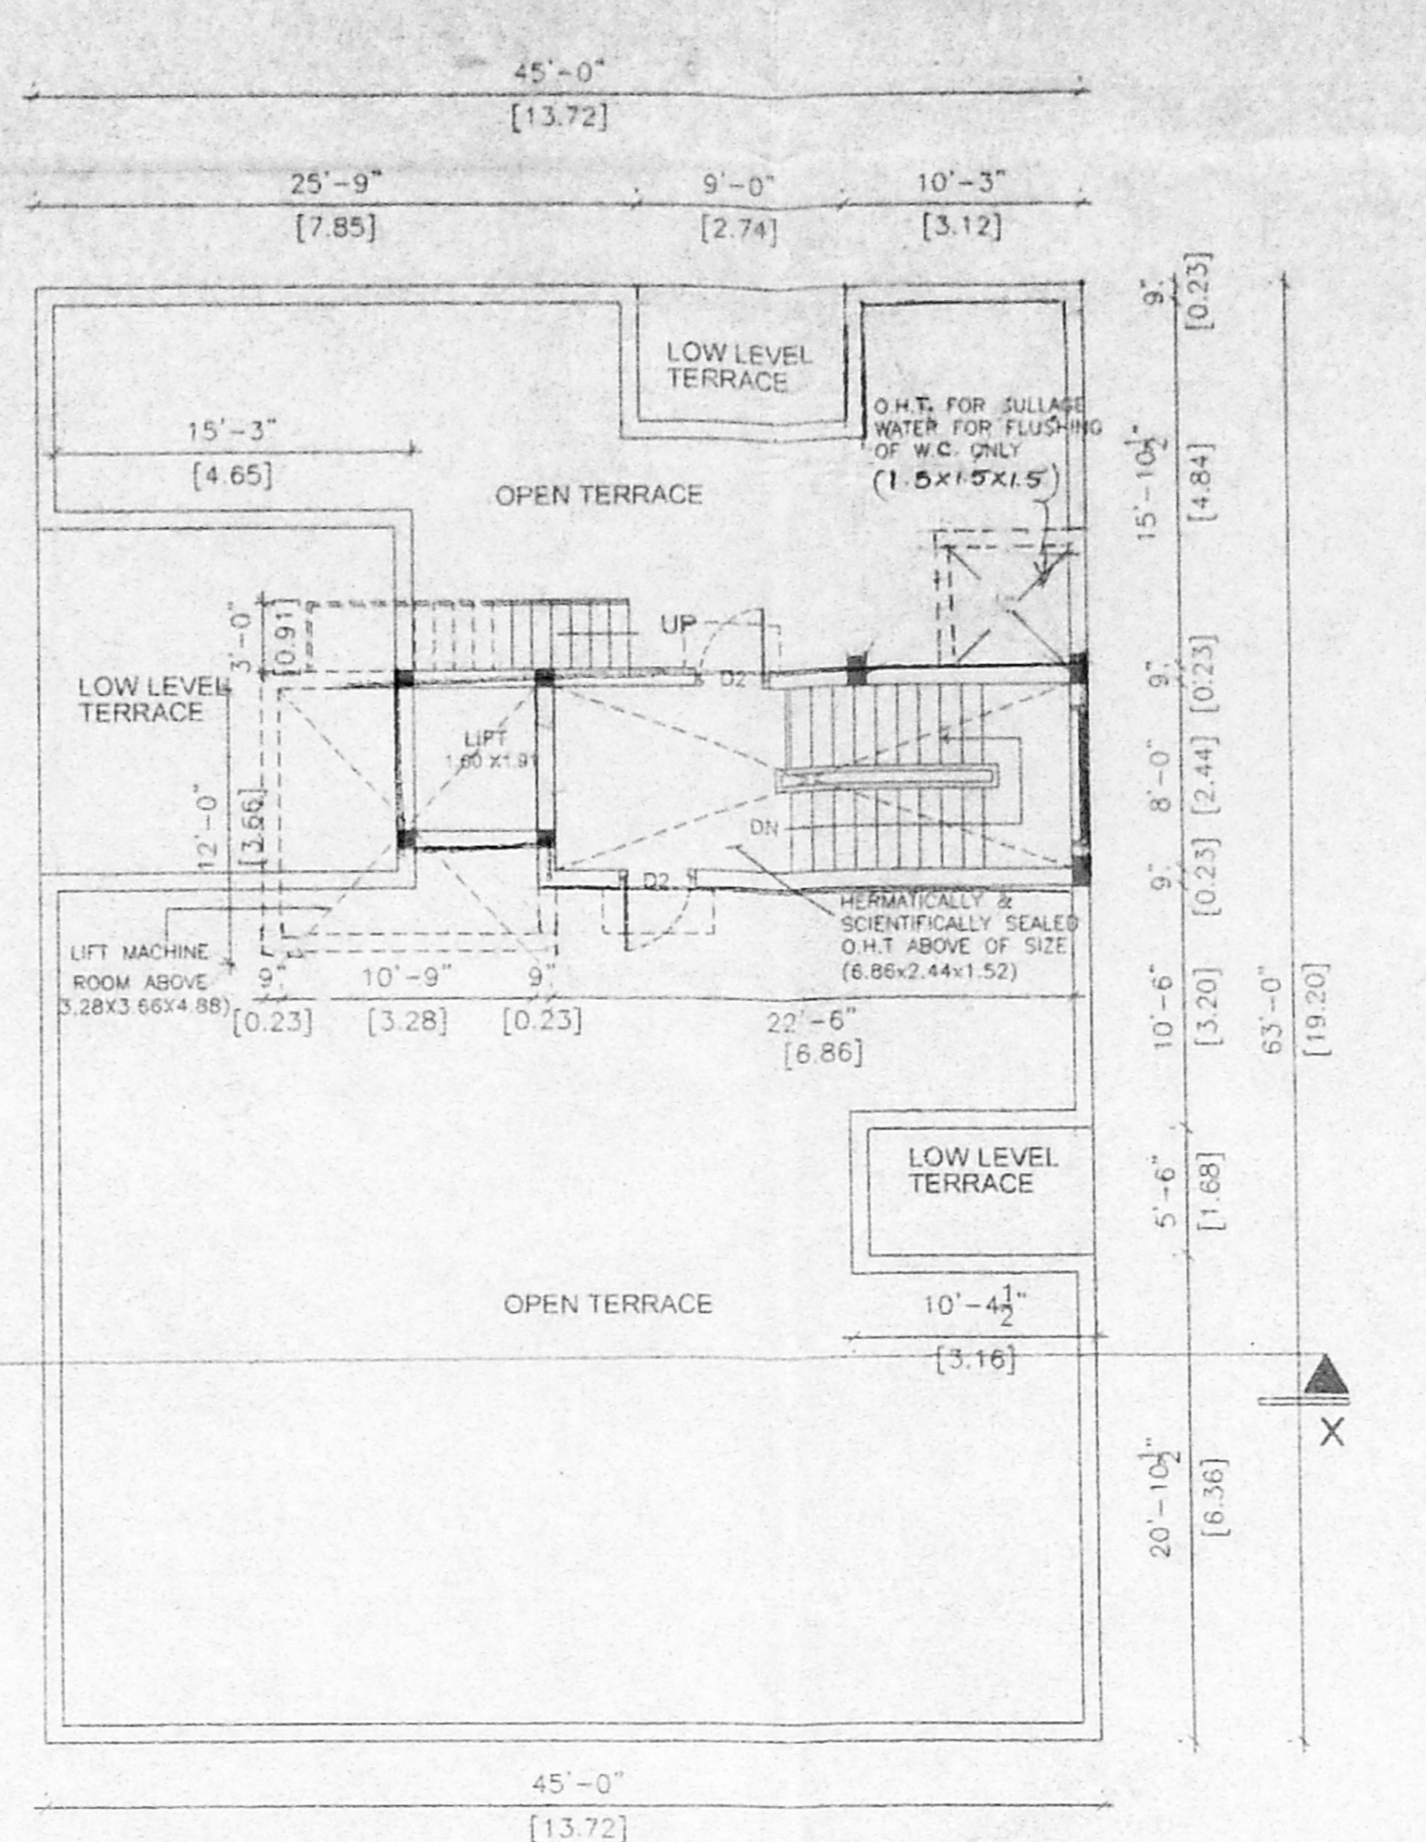 45'-0"
[13.72]
25'-9"
9'-0"
10'-3"
[7.85]
[2.74]
[3.12]
9"
[0.23]
LOW LEVEL
TERRACE
O.H.T. FOR SULLAGE
WATER FOR FLUSHING
OF W.C. ONLY
(1.5x1.5x1.5)
15'-3"
[4.65]
15'-10½"
[4.84]
OPEN TERRACE
3'-0"
[0.91]
UP
D2
9"
[0.23]
LOW LEVEL
TERRACE
LIFT
12'-0"
[3.66]
8'-0"
[2.44]
DN
D2
9"
[0.23]
HERMATICALLY &
SCIENTIFICALLY SEALED
O.H.T ABOVE OF SIZE
(6.86x2.44x1.52)
LIFT MACHINE
ROOM ABOVE
3.28X3.66X4.88)
9"
10'-9"
9"
[0.23]
[3.28]
[0.23]
22'-6"
[6.86]
10'-6"
[3.20]
63'-0"
[19.20]
LOW LEVEL
TERRACE
5'-6"
[1.68]
OPEN TERRACE
10'-4½"
[3.16]
X
20'-10½"
[6.36]
45'-0"
[13.72]